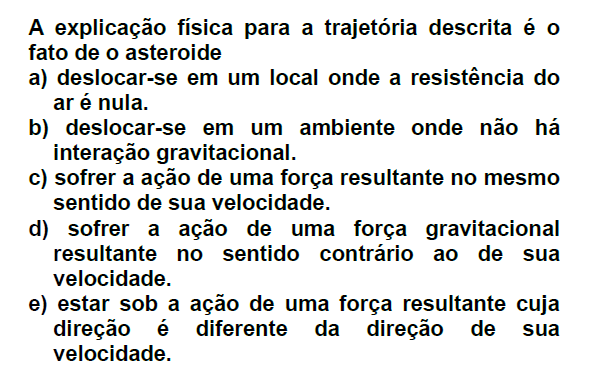 A explicação física para a trajetória descrita é o
fato de o asteroide
a) deslocar-se em um local onde a resistência do
ar é nula.
b) deslocar-se em um ambiente onde não há
interação gravitacional.
c) sofrer a ação de uma força resultante no mesmo
sentido de sua velocidade.
d) sofrer a ação de uma força gravitacional
resultante no sentido contrário ao de sua
velocidade.
e) estar sob a ação de uma força resultante cuja
direção é diferente da direção de sua
velocidade.